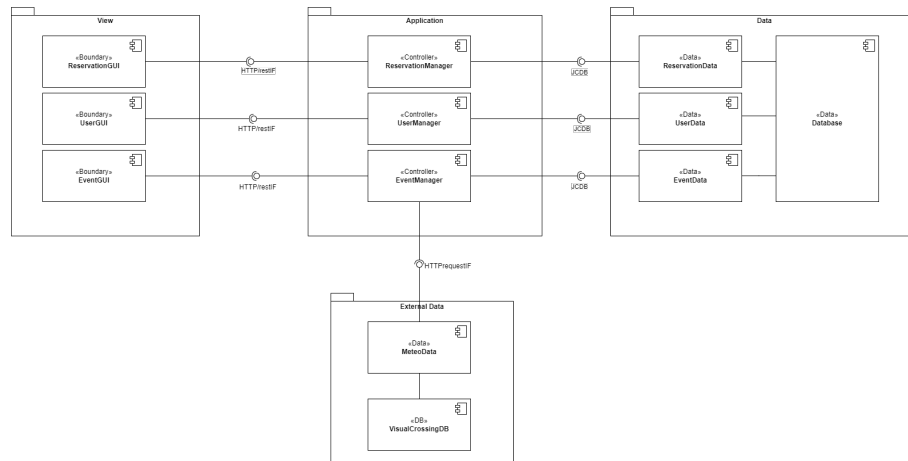 View
Application
Data
«Boundary»
ReservationGUI
HTTP/restIF
«Controller»
ReservationManager
JCDB
«Data»
ReservationData
«Boundary»
UserGUI
HTTP/restIF
«Controller»
UserManager
JCDB
«Data»
UserData
«Data»
Database
«Boundary»
EventGUI
HTTP/restIF
«Controller»
EventManager
JCDB
«Data»
EventData
HTTPrequestIF
External Data
«Data»
MeteoData
«DB»
VisualCrossingDB